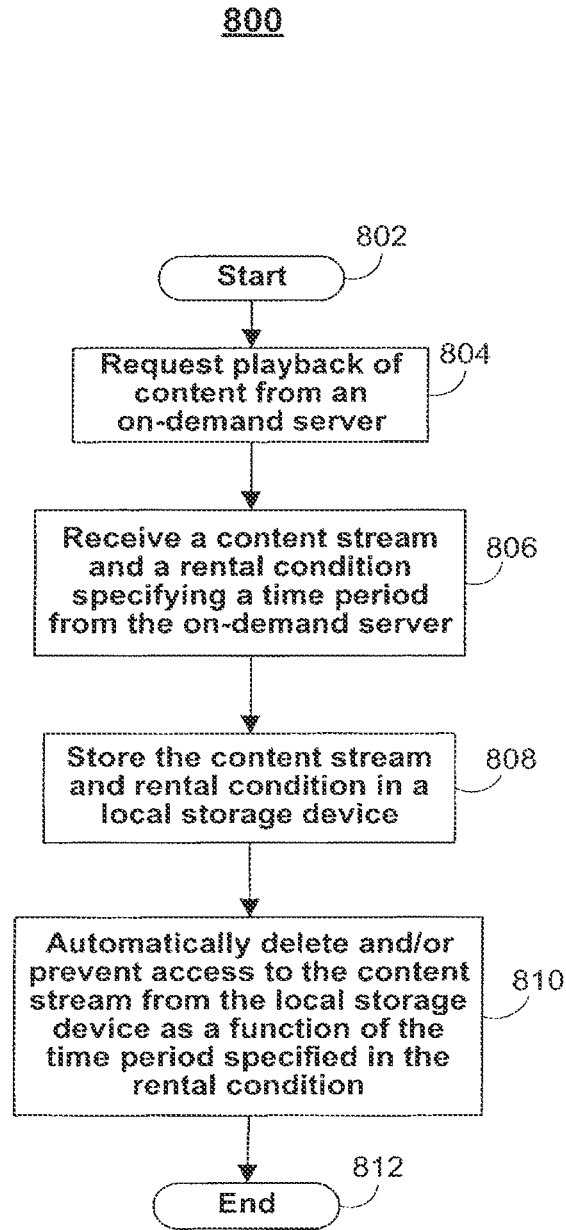 800
802
Start
804
Request playback of
content from an
on-demand server
806
Receive a content stream
and a rental condition
specifying a time period
from the on-demand server
808
Store the content stream
and rental condition in a
local storage device
810
Automatically delete and/or
prevent access to the content
stream from the local storage
device as a function of the
time period specified in the
rental condition
812
End